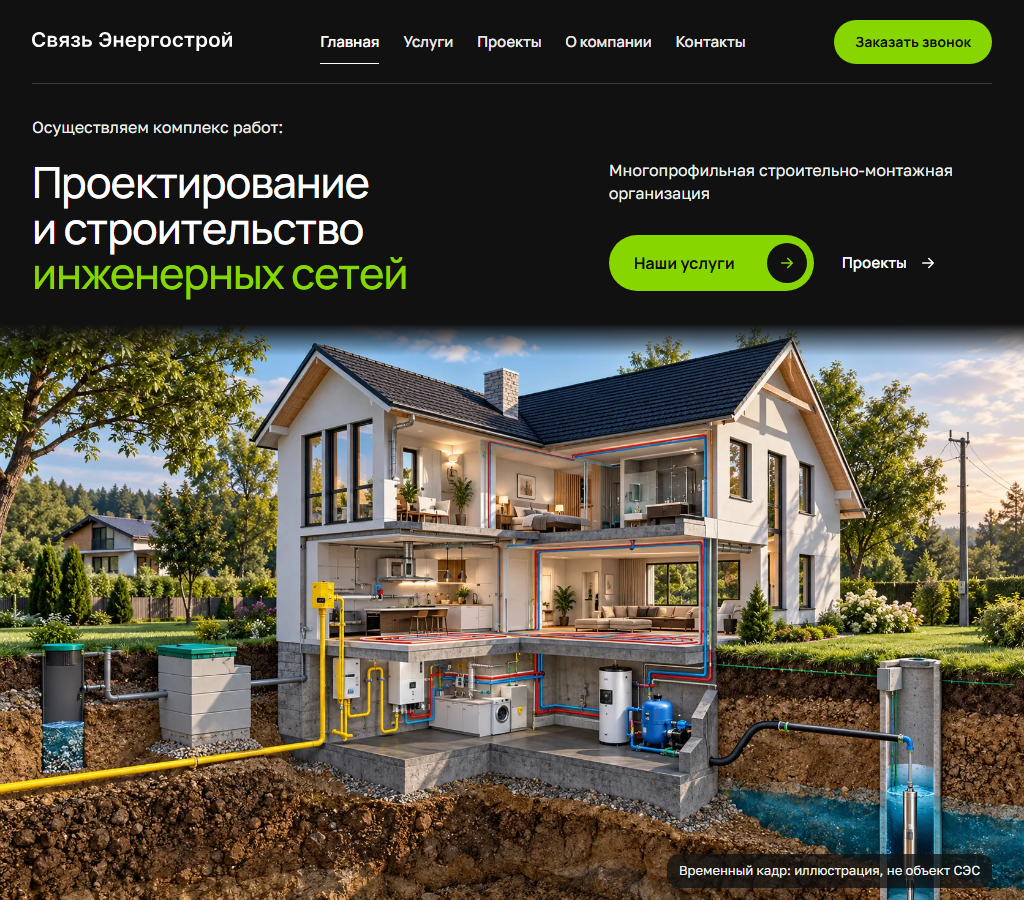 Связь Энергострой
Главная
Услуги
Проекты
О компании
Контакты
Заказать звонок
Осуществляем комплекс работ:
Проектирование
и строительство
инженерных сетей
Многопрофильная строительно-монтажная
организация
Наши услуги
Проекты
Временный кадр: иллюстрация, не объект СЭС